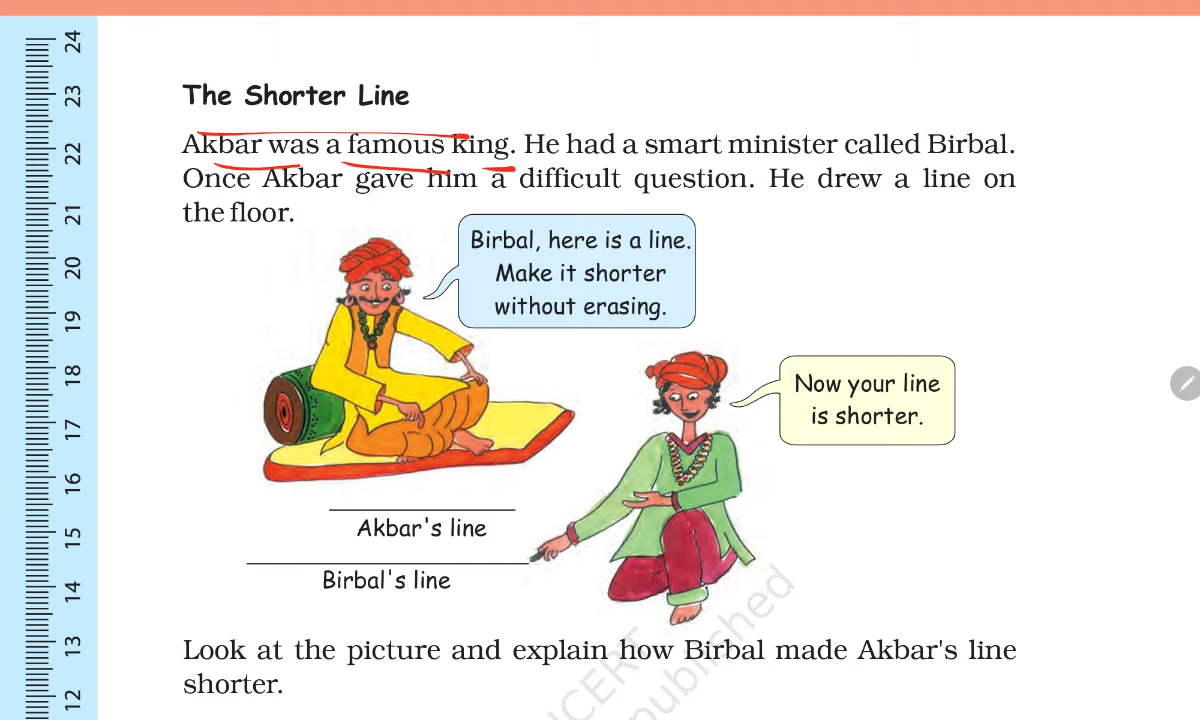 24
23
22
21
20
19
18
17
16
15
14
13
12
The Shorter Line
Akbar was a famous king. He had a smart minister called Birbal.
Once Akbar gave him a difficult question. He drew a line on
the floor.
Birbal, here is a line.
Make it shorter
without erasing.
Now your line
is shorter.
Akbar's line
Birbal's line
Look at the picture and explain how Birbal made Akbar's line
shorter.
NCERT
published